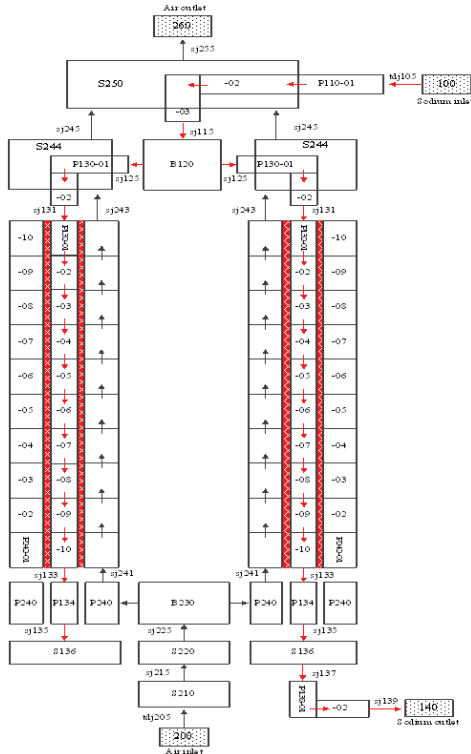 Air outlet
260
sj255
S250
-02
P110-01
tdj105
100
Sodium inlet
-03
sj245
sj115
sj245
S244
S244
P130-01
B120
P130-01
sj125
sj125
-02
-02
sj131
sj243
sj243
sj131
-10
-10
-09
-02
-09
-02
-08
-03
-08
-03
-07
-04
-07
-04
-06
-05
-06
-05
-05
-06
-05
-06
-04
-07
-04
-07
-03
-08
-03
-08
-02
-09
-02
-09
-10
-10
sj133
sj241
sj241
sj133
P240
P134
P240
B230
P240
P134
P240
sj135
sj225
sj135
S136
S220
S136
sj215
sj137
S210
-02
sj139
140
Sodium outlet
tdj205
200
Air inlet